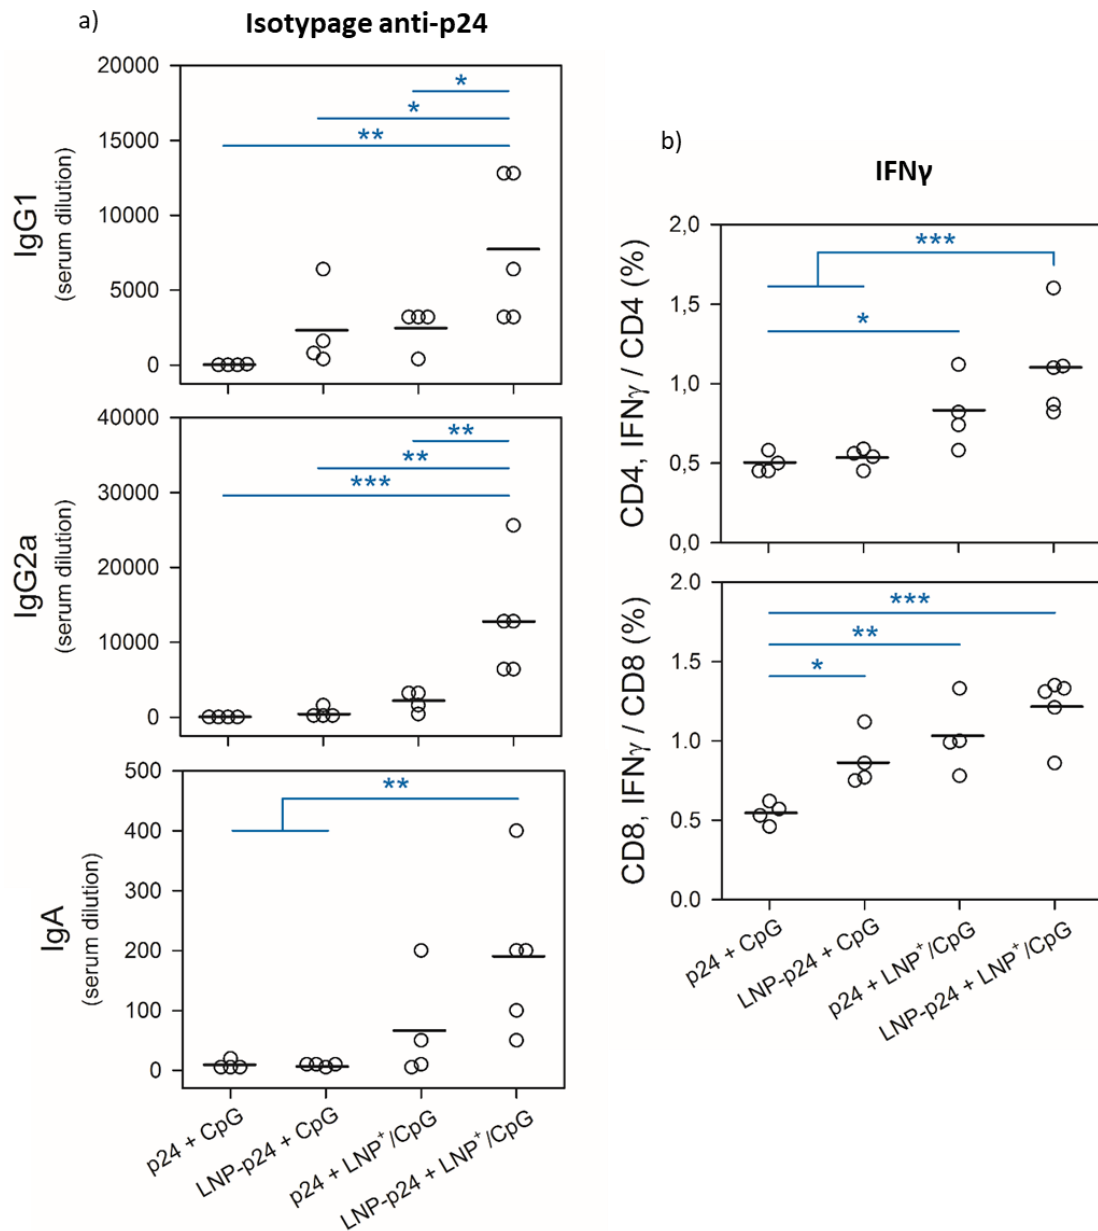 a)
Isotypage anti-p24
20000
15000
10000
5000
0
IgG1
(serum dilution)
*
*
**
40000
30000
20000
10000
0
IgG2a
(serum dilution)
**
**
***
500
400
300
200
100
0
IgA
(serum dilution)
**
p24 + CpG
LNP-p24 + CpG
p24 + LNP⁺/CpG
LNP-p24 + LNP⁺/CpG
b)
IFNγ
2,0
1,5
1,0
0,5
0,0
CD4, IFNγ / CD4 (%)
***
*
2.0
1.5
1.0
0.5
0.0
CD8, IFNγ / CD8 (%)
***
**
*
p24 + CpG
LNP-p24 + CpG
p24 + LNP⁺/CpG
LNP-p24 + LNP⁺/CpG